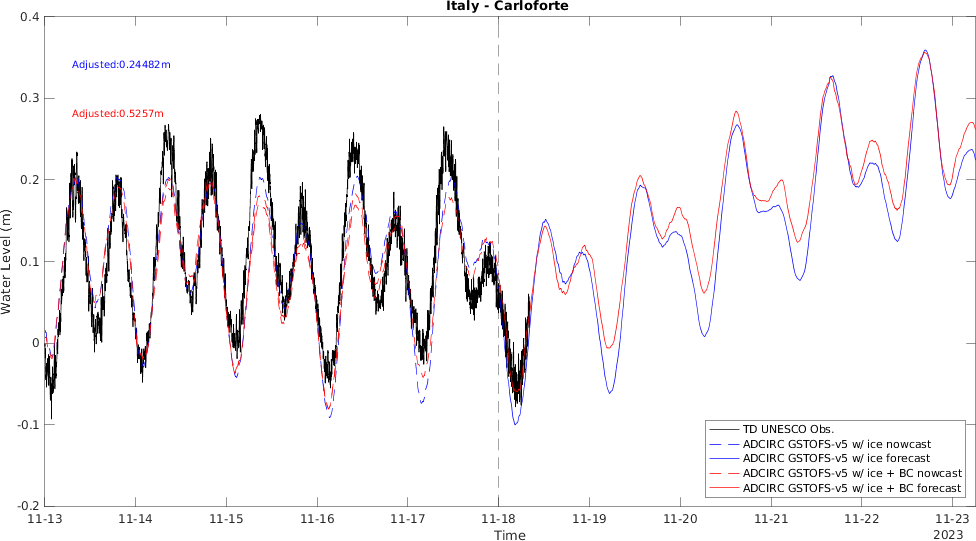 Italy - Carloforte
0.4
Adjusted:0.24482m
0.3
Adjusted:0.5257m
0.2
Water Level (m)
0.1
0
-0.1
-0.2
TD UNESCO Obs.
ADCIRC GSTOFS-v5 w/ ice nowcast
ADCIRC GSTOFS-v5 w/ ice forecast
ADCIRC GSTOFS-v5 w/ ice + BC nowcast
ADCIRC GSTOFS-v5 w/ ice + BC forecast
11-13 11-14 11-15 11-16 11-17 11-18 11-19 11-20 11-21 11-22 11-23
Time 2023